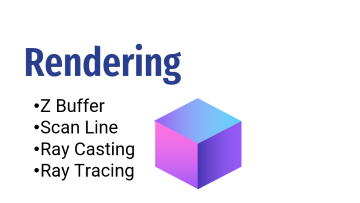 Rendering
•Z Buffer
•Scan Line
•Ray Casting
•Ray Tracing